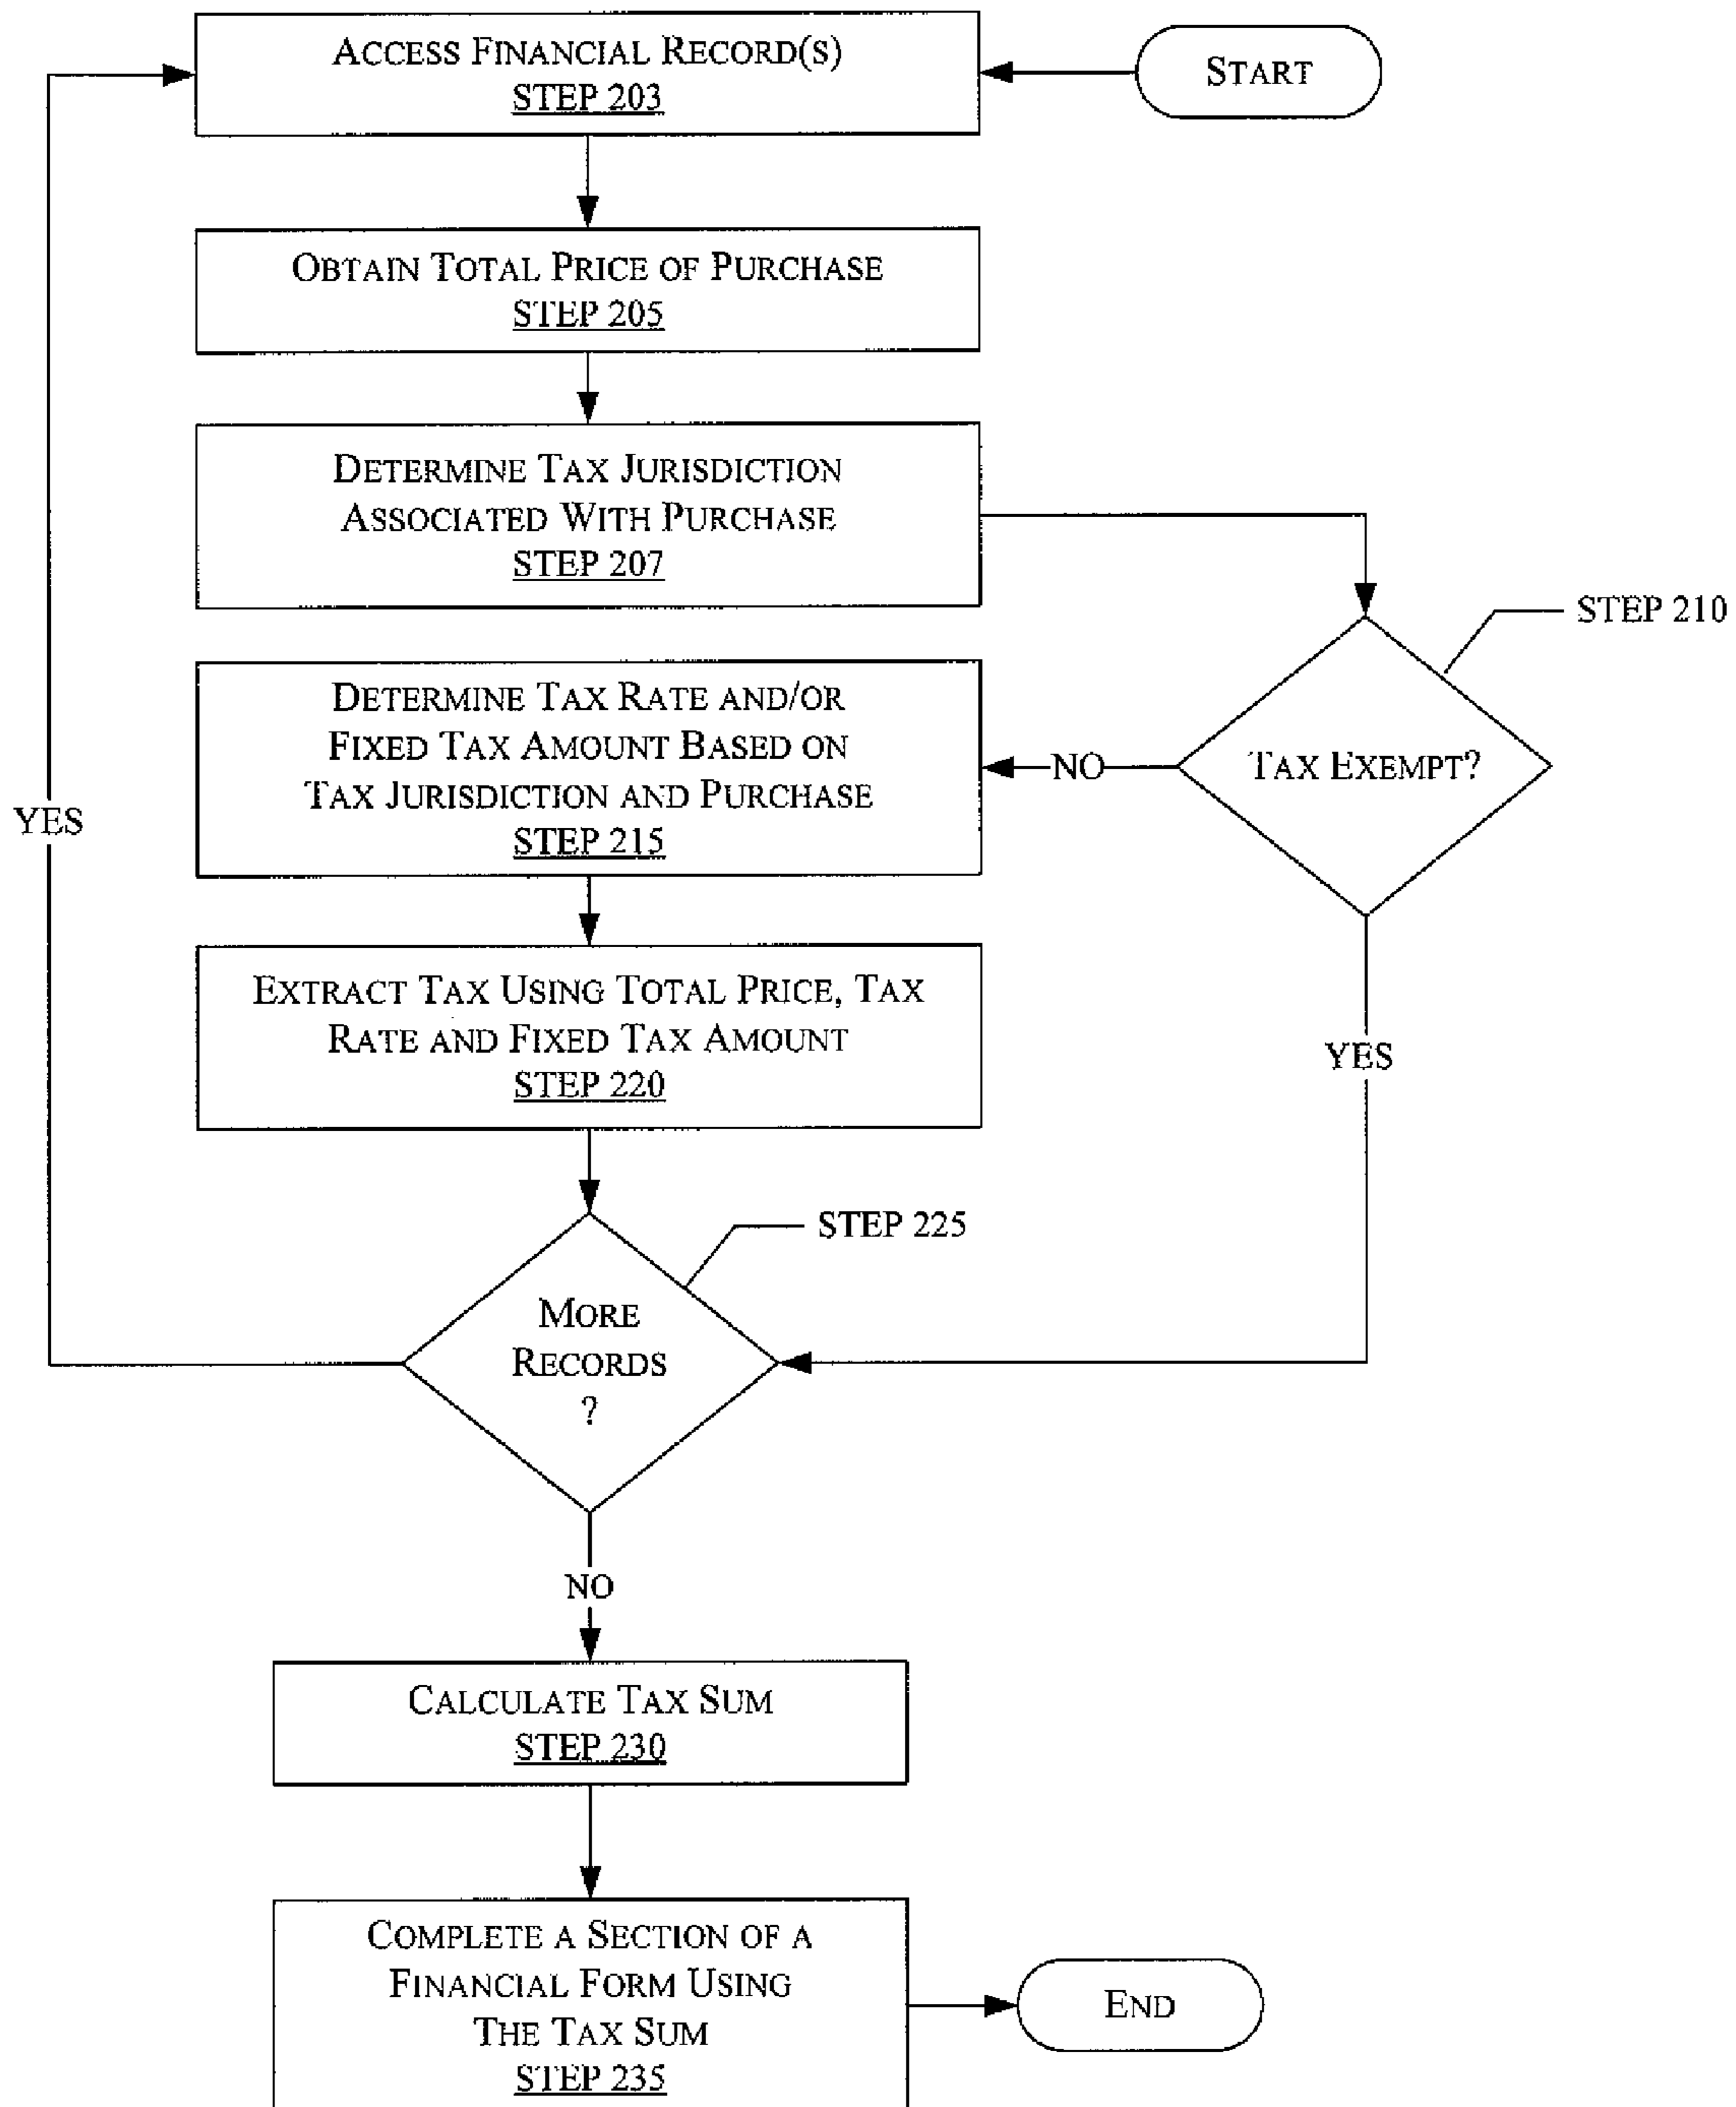 ACCESS FINANCIAL RECORD(S)
STEP 203
START
OBTAIN TOTAL PRICE OF PURCHASE
STEP 205
DETERMINE TAX JURISDICTION
ASSOCIATED WITH PURCHASE
STEP 207
STEP 210
TAX EXEMPT?
NO
DETERMINE TAX RATE AND/OR
FIXED TAX AMOUNT BASED ON
TAX JURISDICTION AND PURCHASE
STEP 215
YES
EXTRACT TAX USING TOTAL PRICE, TAX
RATE AND FIXED TAX AMOUNT
STEP 220
YES
STEP 225
MORE
RECORDS
?
NO
CALCULATE TAX SUM
STEP 230
COMPLETE A SECTION OF A
FINANCIAL FORM USING
THE TAX SUM
STEP 235
END